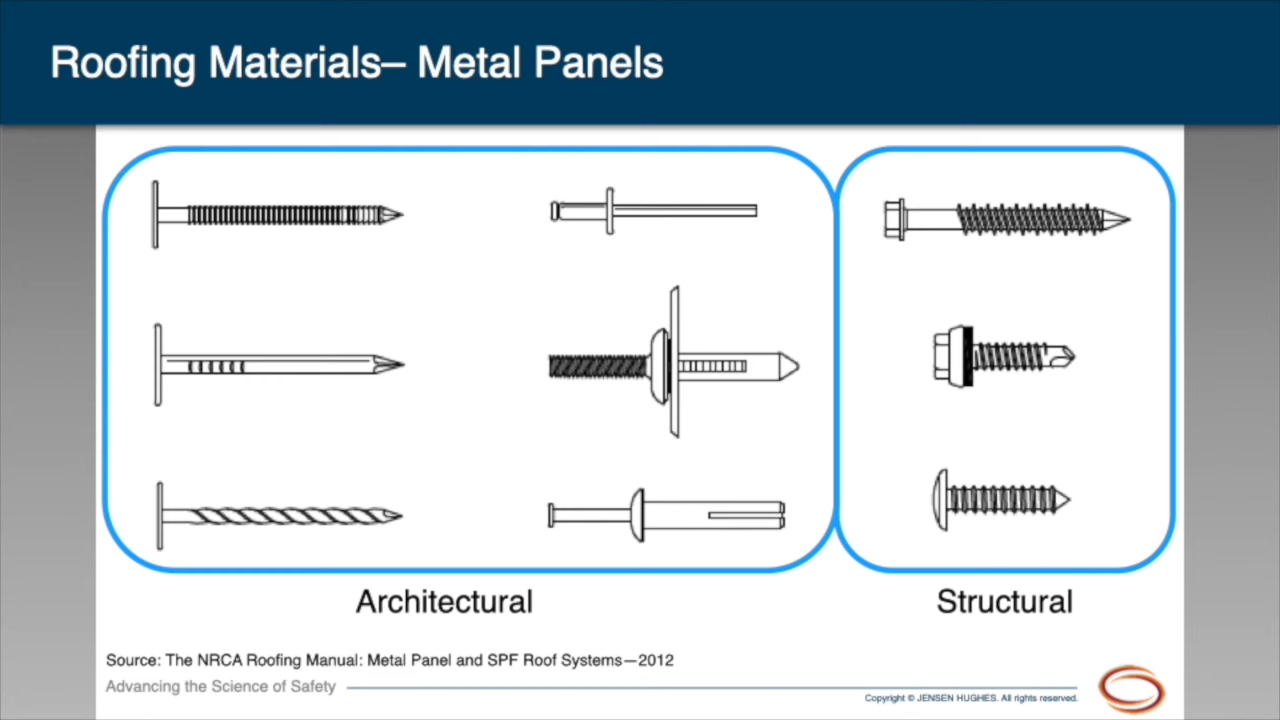 Roofing Materials– Metal Panels
Architectural
Structural
Source: The NRCA Roofing Manual: Metal Panel and SPF Roof Systems—2012
Advancing the Science of Safety
Copyright © JENSEN HUGHES. All rights reserved.